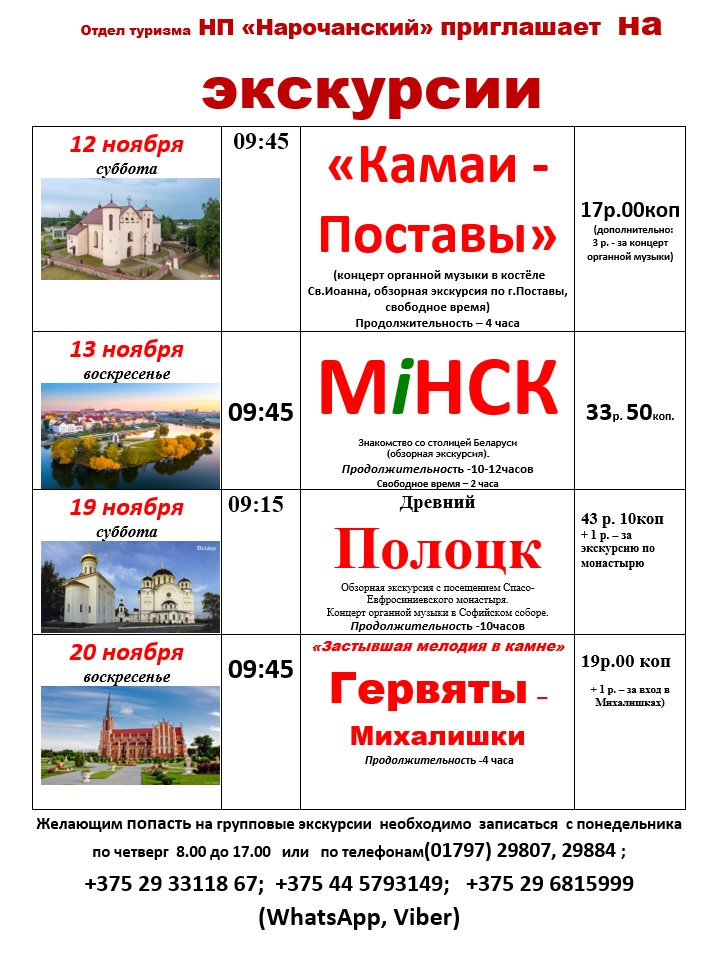 Отдел туризма НП «Нарочанский» приглашает на
экскурсии
12 ноября
суббота
09:45
«Камаи -
Поставы»
(концерт органной музыки в костёле
Св.Иоанна, обзорная экскурсия по г.Поставы,
свободное время)
Продолжительность – 4 часа
17р.00коп
(дополнительно:
3 р. - за концерт
органной музыки)
13 ноября
воскресенье
09:45
МiНСК
Знакомство со столицей Беларуси
(обзорная экскурсия).
Продолжительность -10-12часов
Свободное время – 2 часа
33р. 50коп.
19 ноября
суббота
Полацк
09:15
Древний
Полоцк
Обзорная экскурсия с посещением Спасо-
Евфросиниевского монастыря.
Концерт органной музыки в Софийском соборе.
Продолжительность -10часов
43 р. 10коп
+ 1 р. – за
экскурсию по
монастырю
20 ноября
воскресенье
09:45
«Застывшая мелодия в камне»
Гервяты –
Михалишки
Продолжительность -4 часа
19р.00 коп
+ 1 р. – за вход в
Михалишках)
Желающим попасть на групповые экскурсии необходимо записаться с понедельника
по четверг 8.00 до 17.00 или по телефонам(01797) 29807, 29884 ;
+375 29 33118 67; +375 44 5793149; +375 29 6815999
(WhatsApp, Viber)